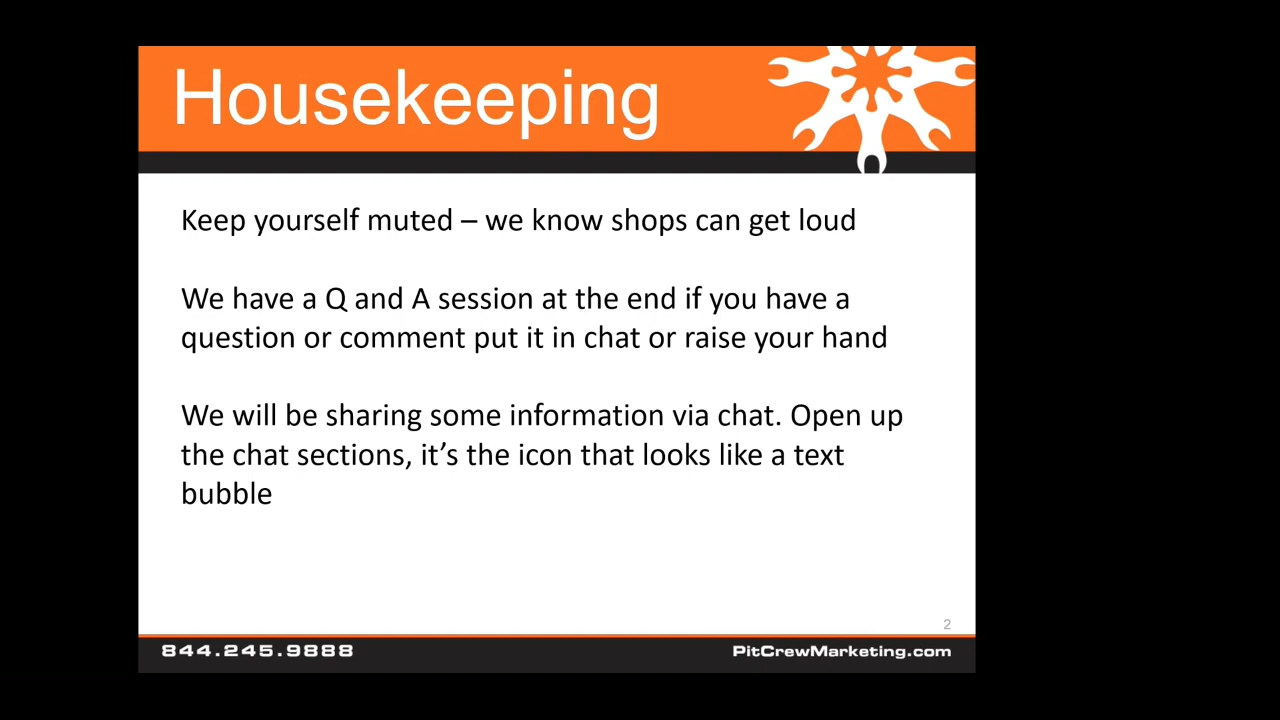 Housekeeping
Keep yourself muted – we know shops can get loud
We have a Q and A session at the end if you have a
question or comment put it in chat or raise your hand
We will be sharing some information via chat. Open up
the chat sections, it’s the icon that looks like a text
bubble
2
844.245.9888
PitCrewMarketing.com